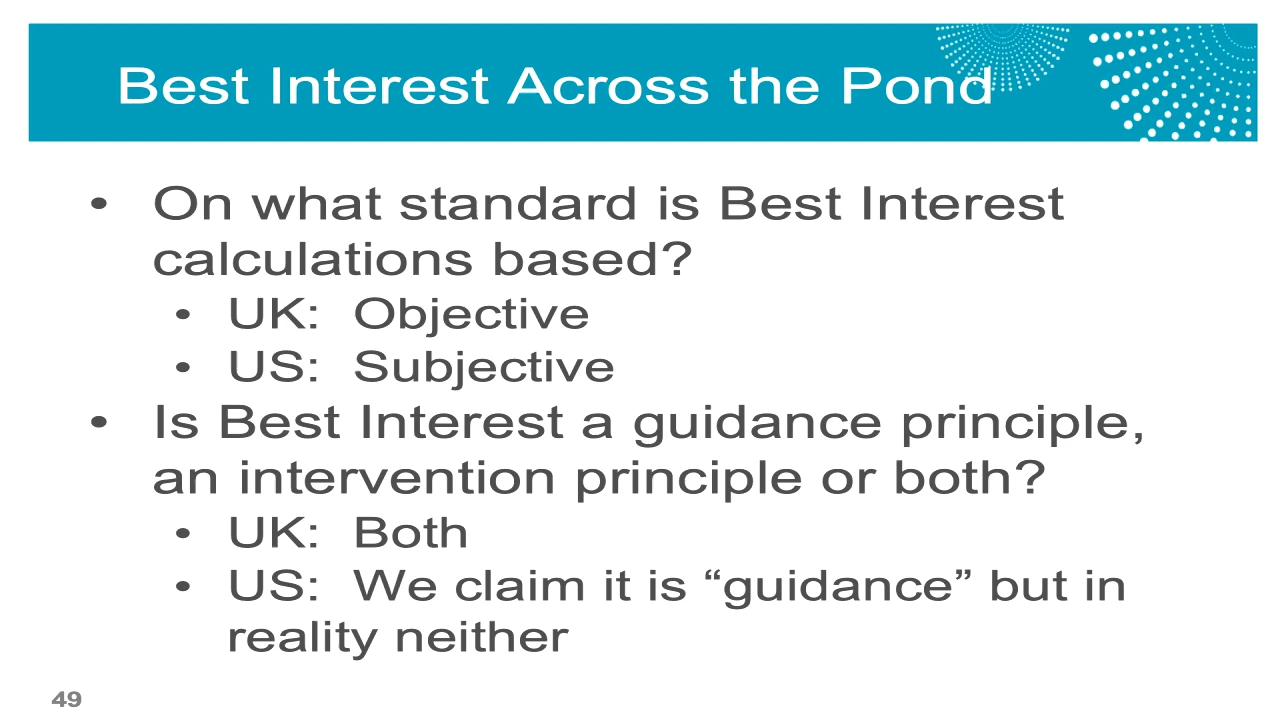 Best Interest Across the Pond
• On what standard is Best Interest
calculations based?
• UK: Objective
• US: Subjective
• Is Best Interest a guidance principle,
an intervention principle or both?
• UK: Both
• US: We claim it is “guidance” but in
reality neither
49